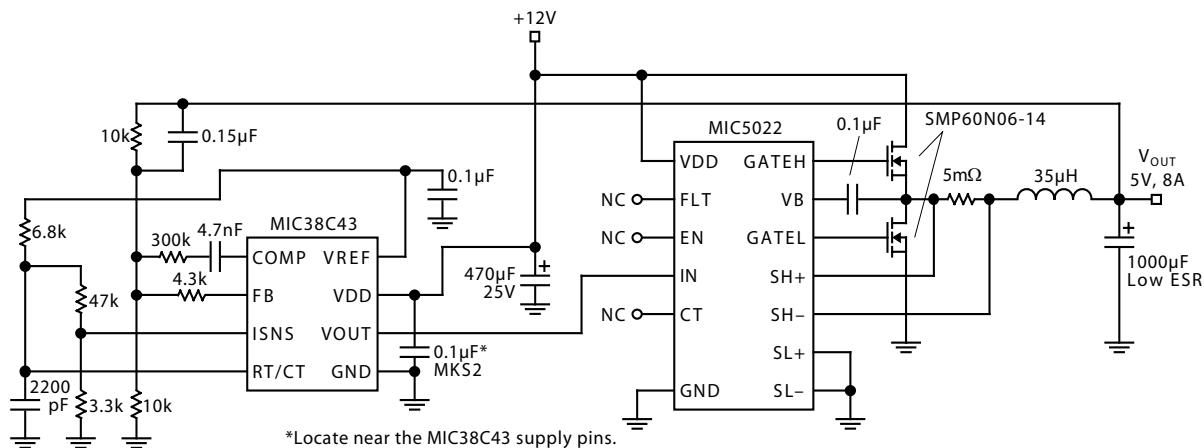 +12V
10k
0.15µF
MIC5022
0.1µF
SMP60N06-14
VDD
GATEH
VOUT
5V, 8A
5mΩ
35µH
0.1µF
NC
FLT
VB
6.8k
MIC38C43
300k
4.7nF
NC
EN
GATEL
COMP
VREF
470µF
25V
+
+
1000µF
Low ESR
4.3k
IN
SH+
47k
FB
VDD
NC
CT
SH–
ISNS
VOUT
0.1µF*
MKS2
SL+
RT/CT
GND
2200
pF
3.3k
10k
GND
SL–
*Locate near the MIC38C43 supply pins.